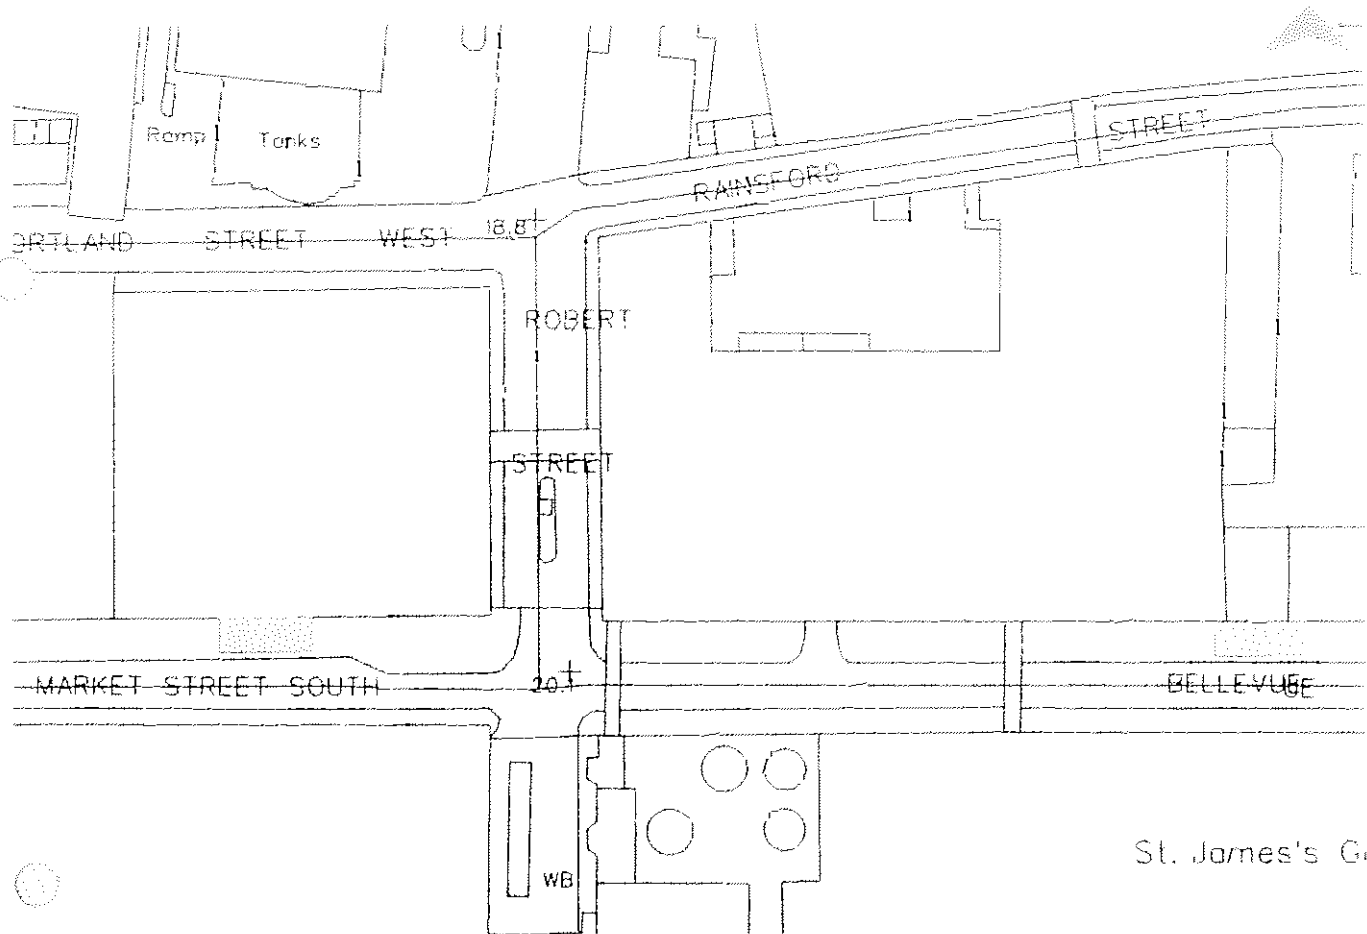 Ramp
Tanks
STREET
RAINSFORD
18.8
ORTLAND STREET WEST
ROBERT
STREET
MARKET STREET SOUTH
20.1
BELLEVUE
WB
St. James's G